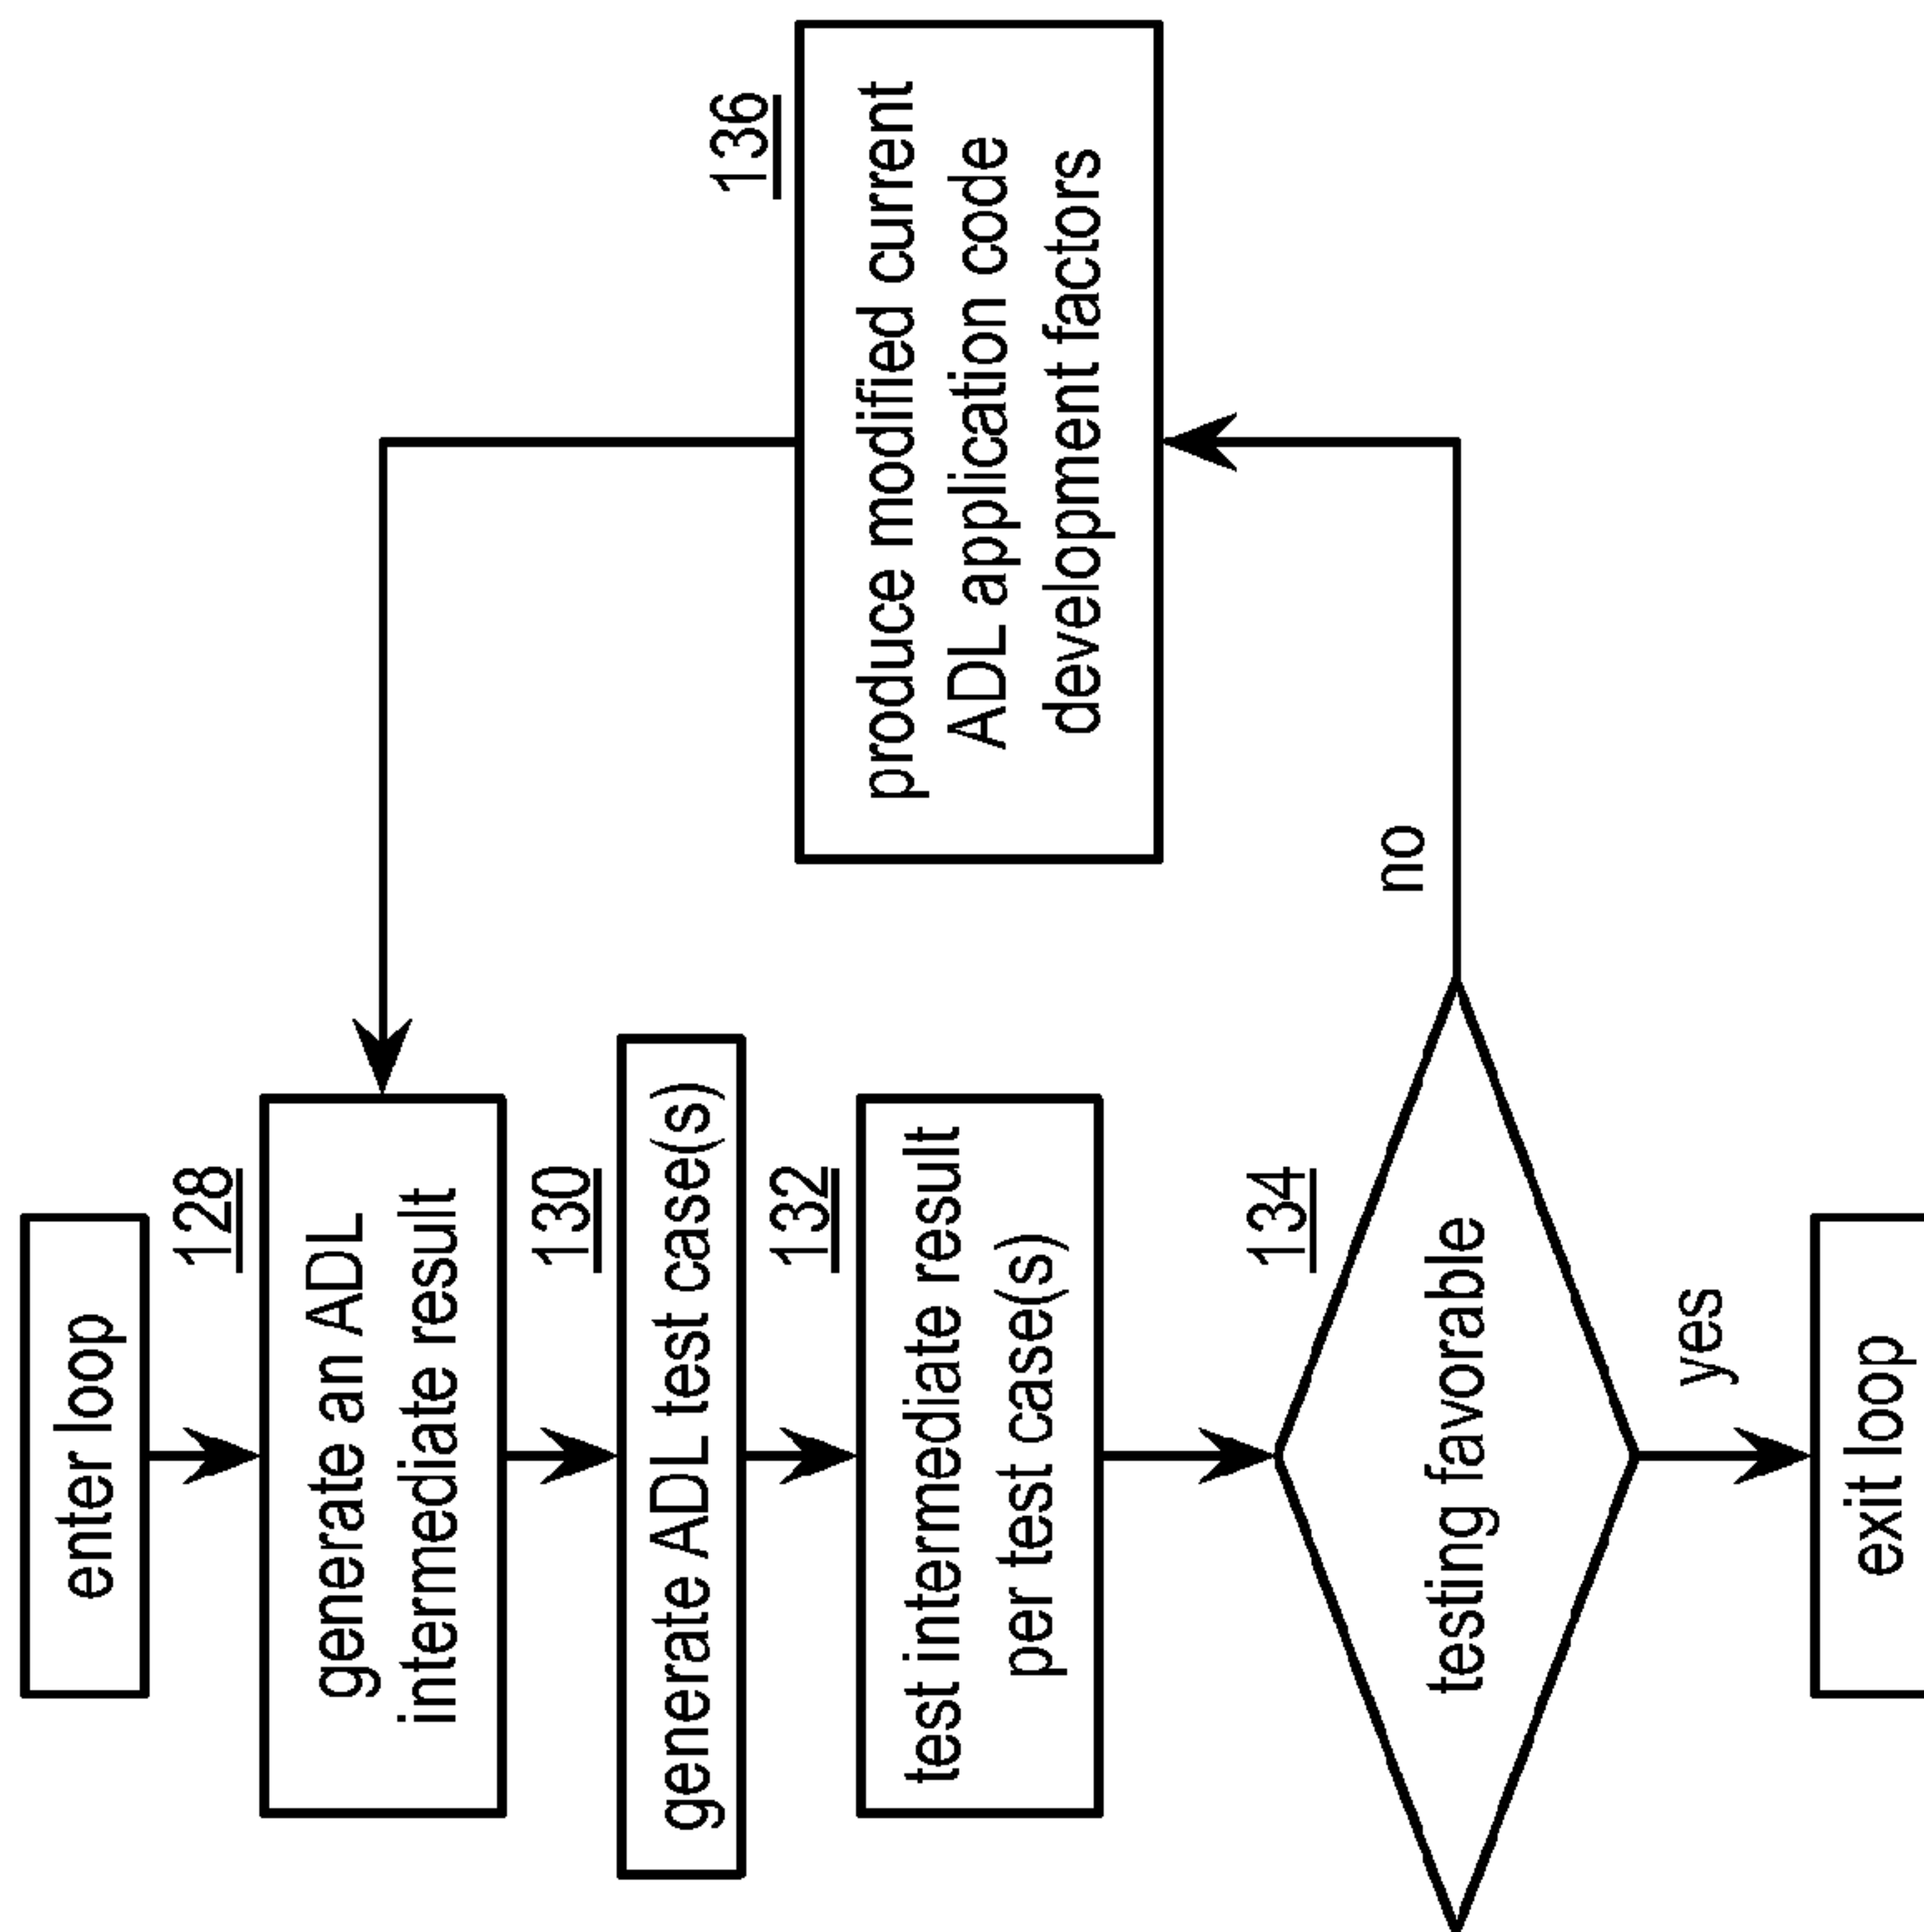 enter loop
128
generate an ADL
intermediate result
130
generate ADL test case(s)
132
test intermediate result
per test case(s)
134
testing favorable
no
136
produce modified current
ADL application code
development factors
yes
exit loop